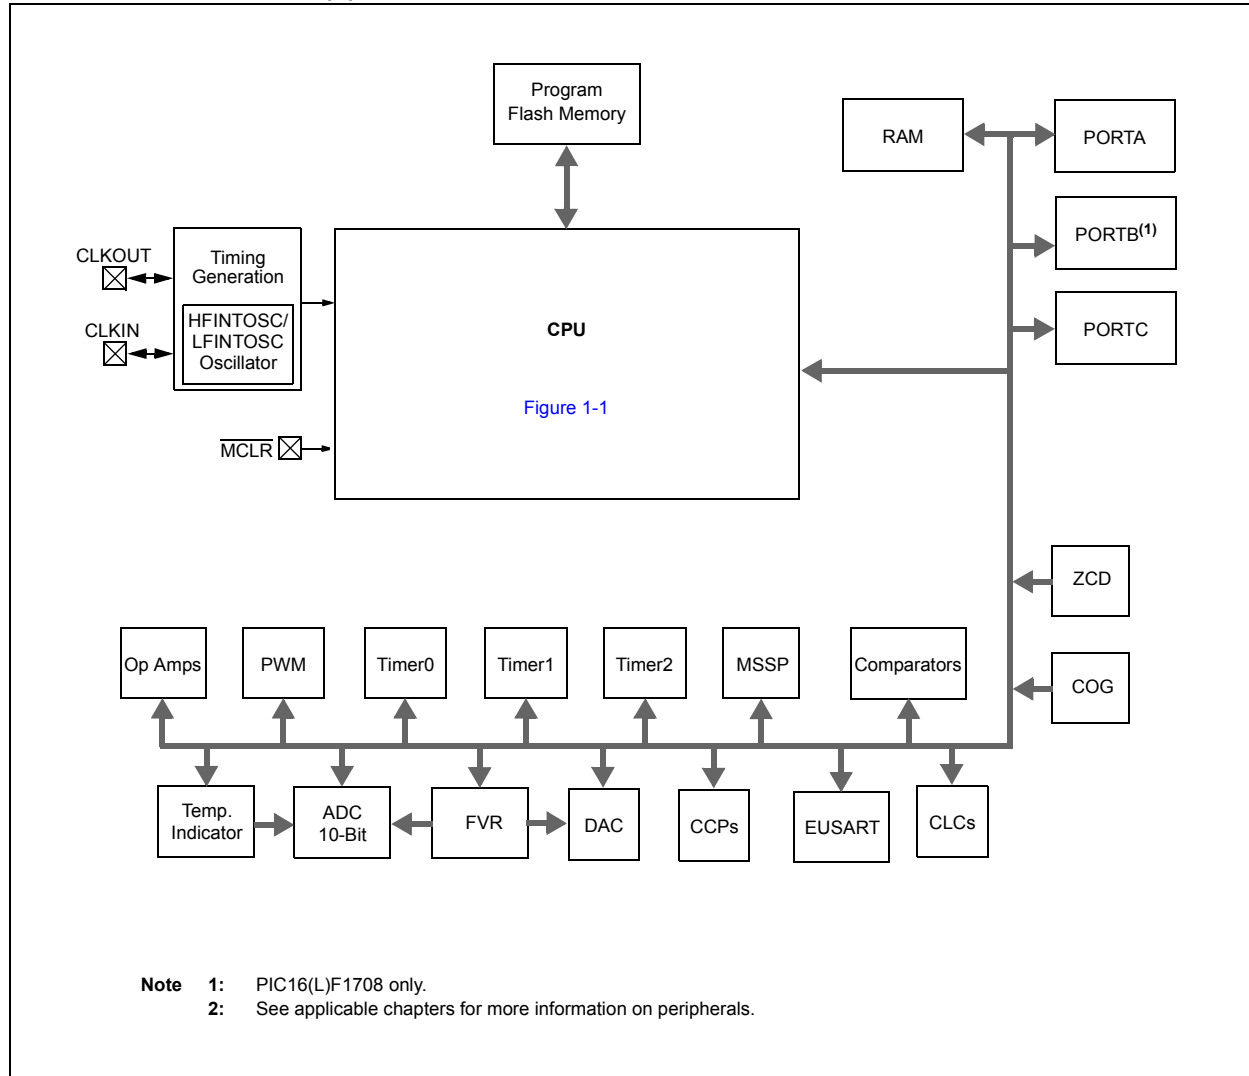 Program
Flash Memory
RAM
PORTA
CLKOUT
Timing
Generation
PORTB(1)
CLKIN
HFINTOSC/
LFINTOSC
Oscillator
CPU
PORTC
Figure 1-1
MCLR
ZCD
Op Amps
PWM
Timer0
Timer1
Timer2
MSSP
Comparators
COG
Temp.
Indicator
ADC
10-Bit
FVR
DAC
CCPs
EUSART
CLCs
Note 1: PIC16(L)F1708 only.
2: See applicable chapters for more information on peripherals.